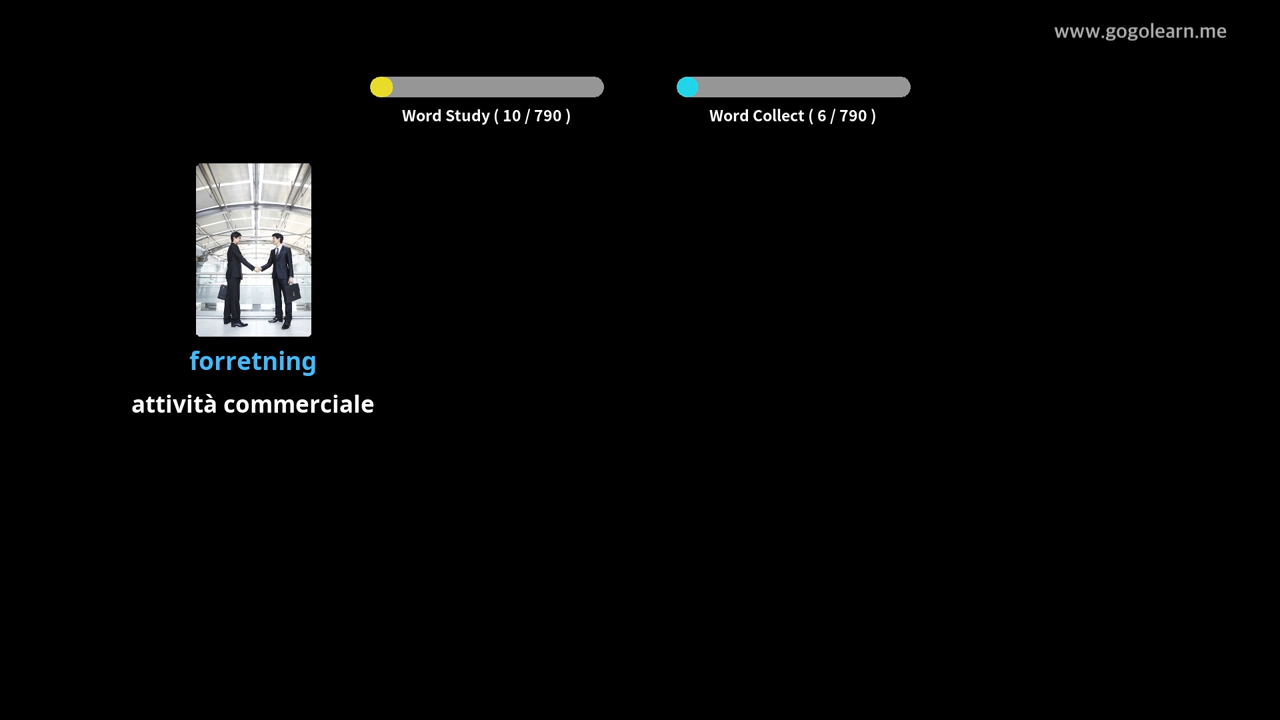 www.gogolearn.me
Word Study ( 10 / 790 )
Word Collect ( 6 / 790 )
forretning
attività commerciale